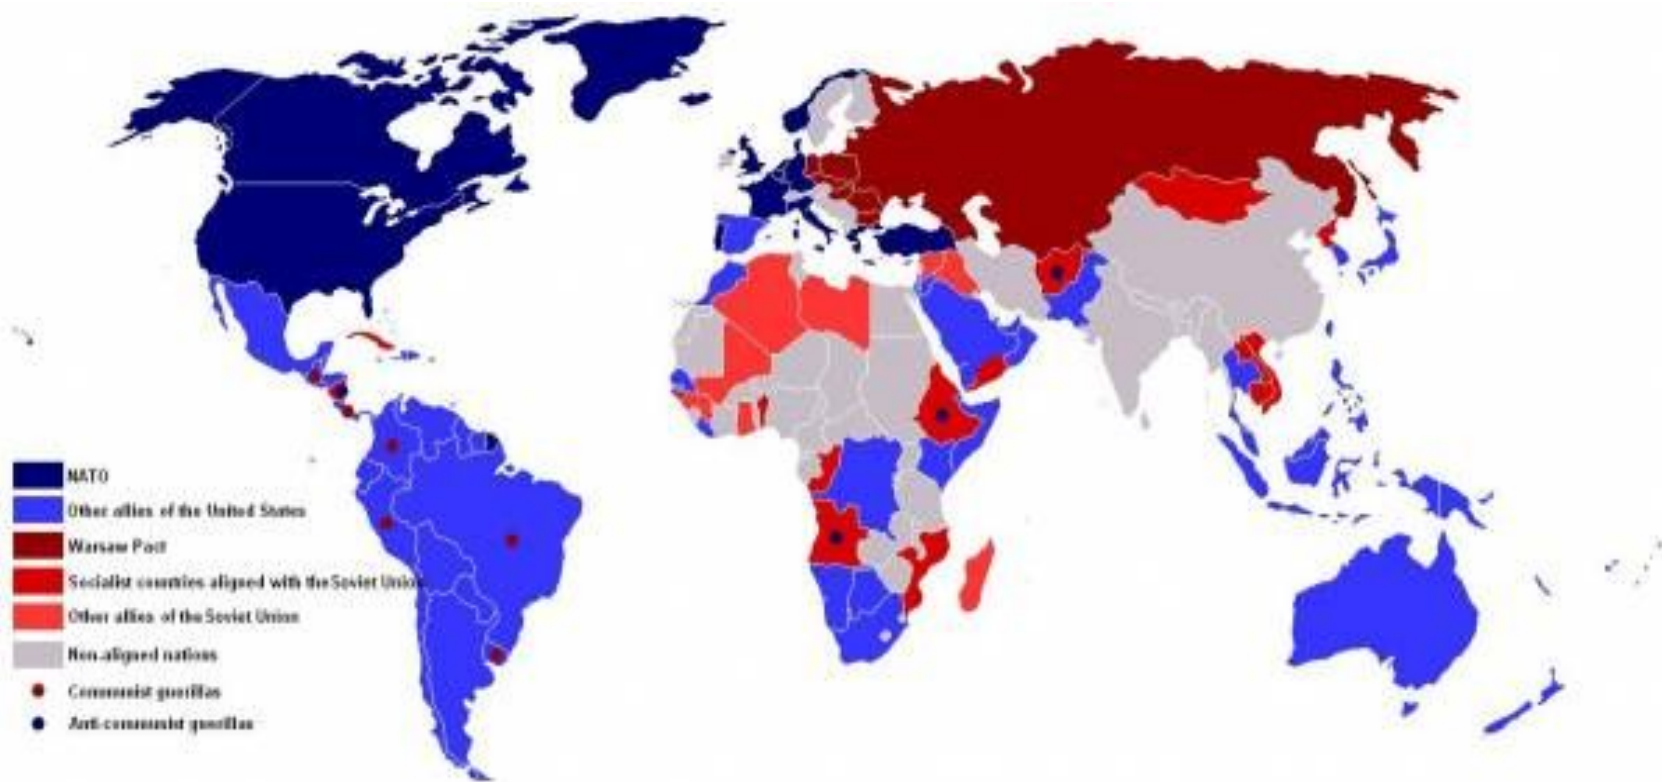 NATO
Other allies of the United States
Warsaw Pact
Socialist countries aligned with the Soviet Union
Other allies of the Soviet Union
Non-aligned nations
Communist guerillas
Anti-communist guerillas